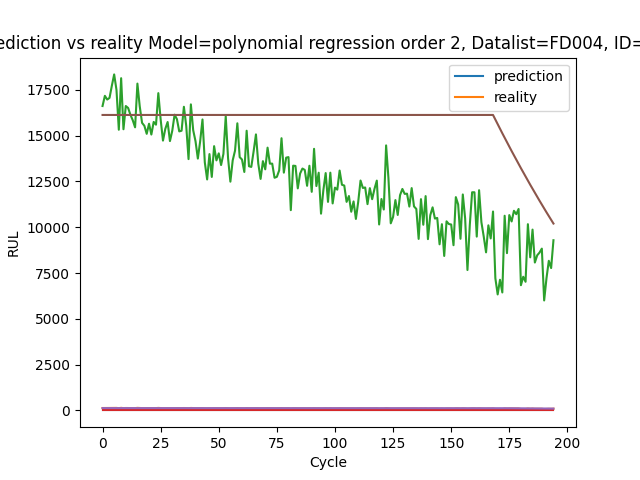 ediction vs reality Model=polynomial regression order 2, Datalist=FD004, ID=
prediction
reality
RUL
17500
15000
12500
10000
7500
5000
2500
0
0 25 50 75 100 125 150 175 200
Cycle